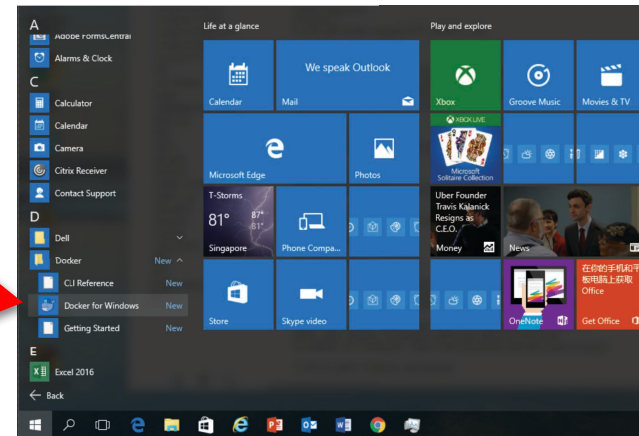 A
Adobe FormsCentral
Alarms & Clock
C
Calculator
Calendar
Camera
Citrix Receiver
Contact Support
D
Dell
Docker New
CLI Reference New
Docker for Windows New
Getting Started New
E
Excel 2016
Back
Life at a glance
Calendar
We speak Outlook
Mail
Microsoft Edge
Photos
T-Storms
81° 87°
81°
Singapore
Phone Compa...
Store
Skype video
Play and explore
Xbox
Groove Music
Movies & TV
XBOX LIVE
Microsoft
Solitaire Collection
Uber Founder
Travis Kalanick
Resigns as
C.E.O.
Money
News
OneNote
在你的手机和平
板电脑上获取
Office
Get Office